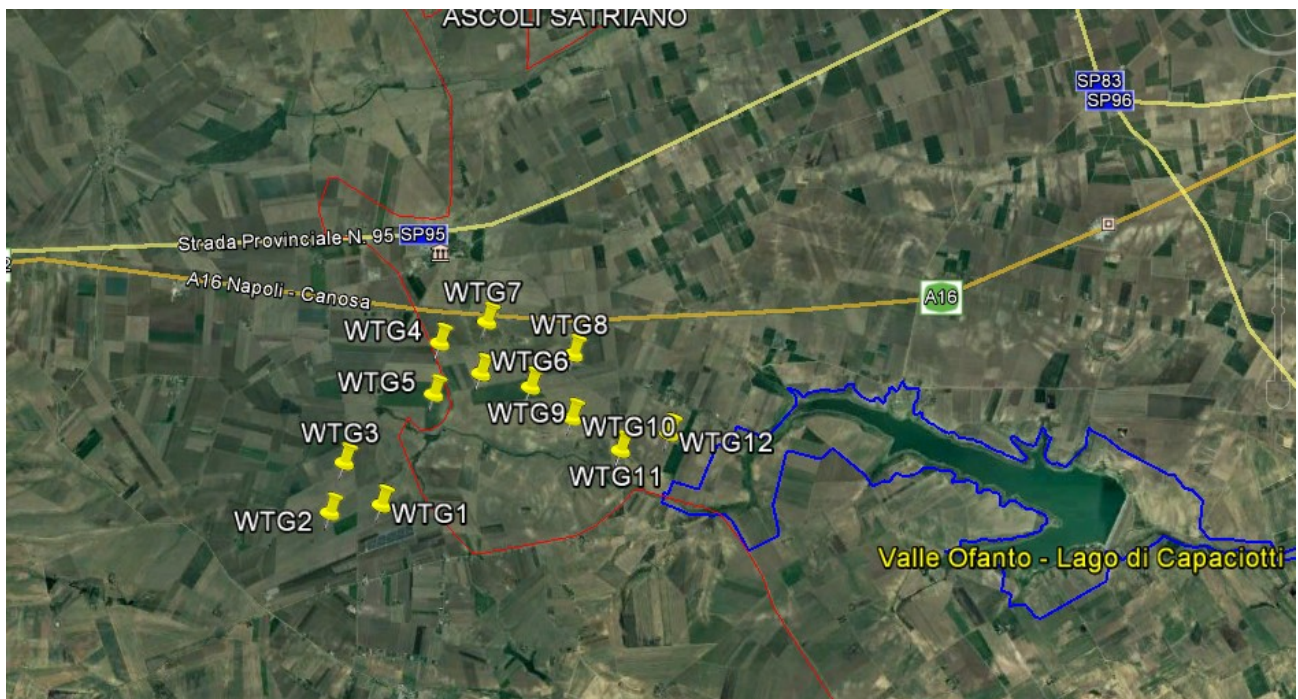 ASCOLI SATRIANO
SP83
SP96
Strada Provinciale N. 95
SP95
2
A16 Napoli - Canosa
A16
WTG7
WTG4
WTG8
WTG6
WTG5
WTG9
WTG10
WTG3
WTG12
WTG11
WTG2
WTG1
Valle Ofanto - Lago di Capaciotti